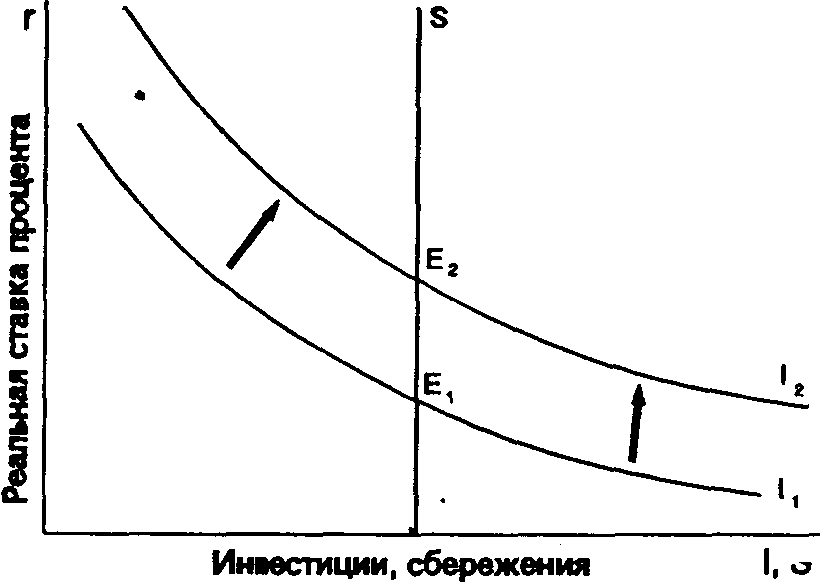 r
S
Реальная ставка процента
E₂
E₁
I₂
I₁
Инвестиции, сбережения
I, S